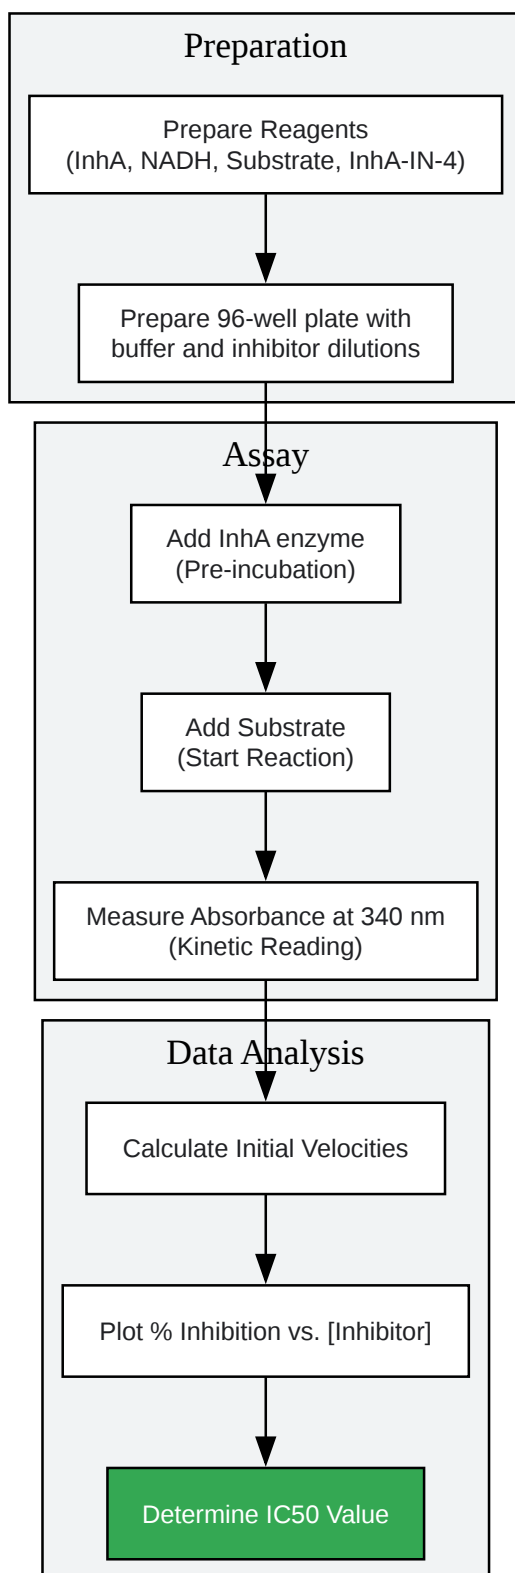 Preparation
Prepare Reagents
(InhA, NADH, Substrate, InhA-IN-4)
Prepare 96-well plate with
buffer and inhibitor dilutions
Assay
Add InhA enzyme
(Pre-incubation)
Add Substrate
(Start Reaction)
Measure Absorbance at 340 nm
(Kinetic Reading)
Data Analysis
Calculate Initial Velocities
Plot % Inhibition vs. [Inhibitor]
Determine IC50 Value